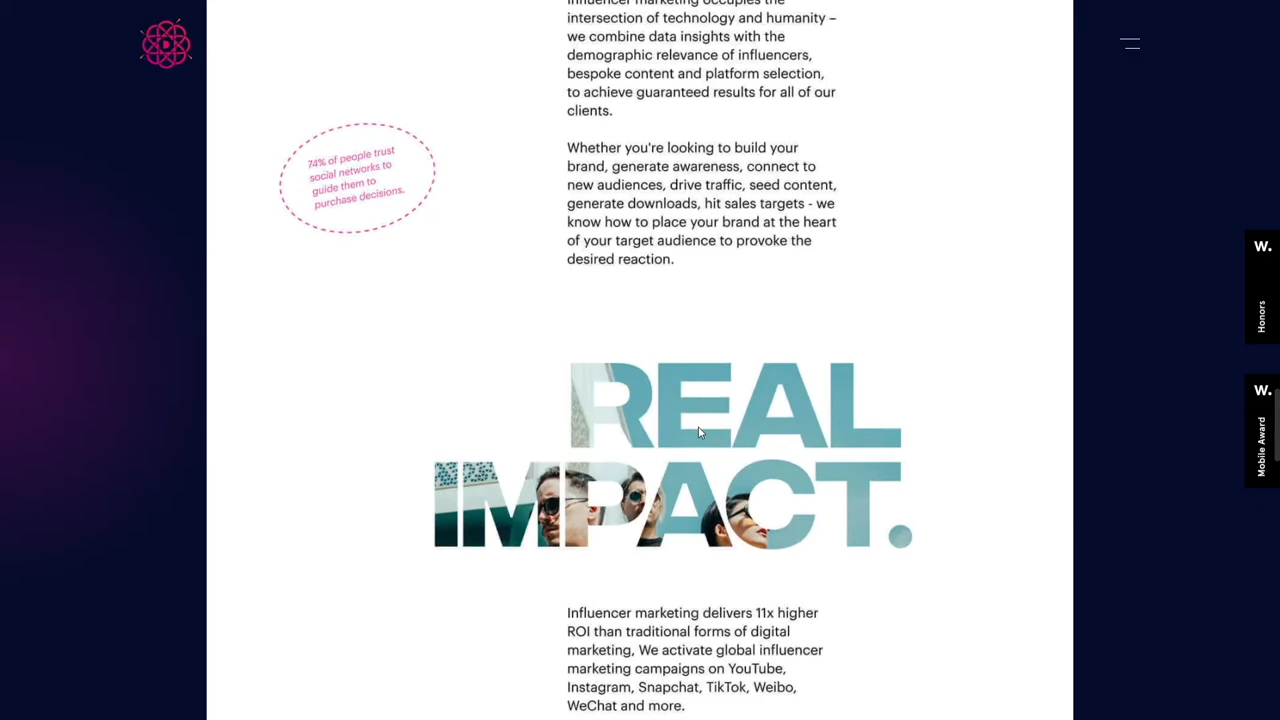 Influencer marketing occupies the
intersection of technology and humanity –
we combine data insights with the
demographic relevance of influencers,
bespoke content and platform selection,
to achieve guaranteed results for all of our
clients.
74% of people trust
social networks to
guide them to
purchase decisions.
Whether you're looking to build your
brand, generate awareness, connect to
new audiences, drive traffic, seed content,
generate downloads, hit sales targets - we
know how to place your brand at the heart
of your target audience to provoke the
desired reaction.
REAL
IMPACT.
Influencer marketing delivers 11x higher
ROI than traditional forms of digital
marketing, We activate global influencer
marketing campaigns on YouTube,
Instagram, Snapchat, TikTok, Weibo,
WeChat and more.
D
W.
Honors
W.
Mobile Award